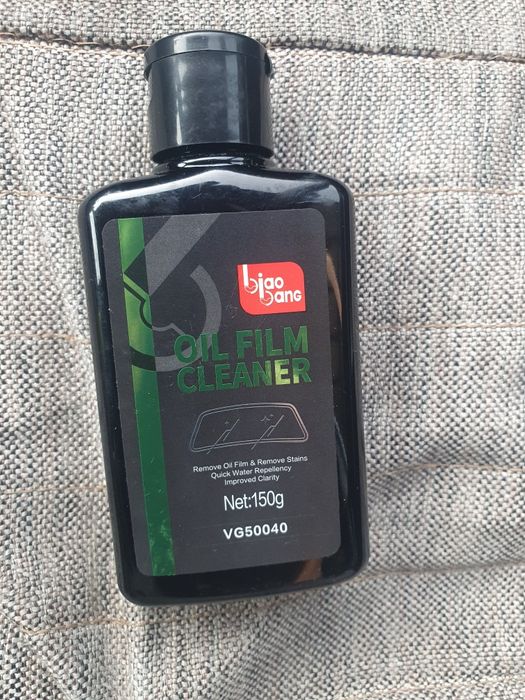 biao
bang
OIL FILM
CLEANER
Remove Oil Film & Remove Stains
Quick Water Repellency
Improved Clarity
Net:150g
VG50040